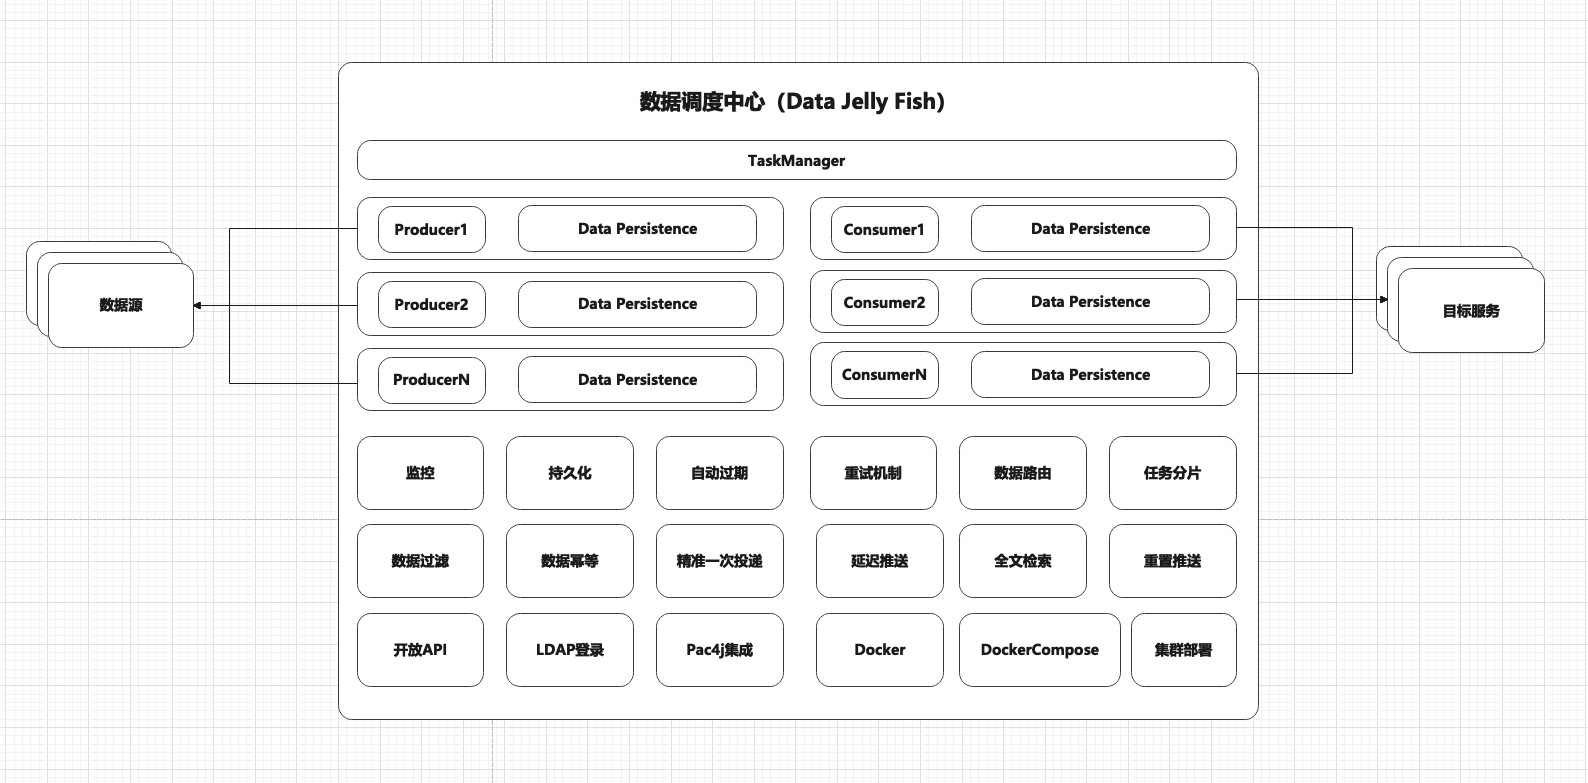 数据调度中心（Data Jelly Fish）
TaskManager
数据源
Producer1
Data Persistence
Producer2
Data Persistence
ProducerN
Data Persistence
Consumer1
Data Persistence
Consumer2
Data Persistence
ConsumerN
Data Persistence
目标服务
监控
持久化
自动过期
重试机制
数据路由
任务分片
数据过滤
数据幂等
精准一次投递
延迟推送
全文检索
重置推送
开放API
LDAP登录
Pac4j集成
Docker
DockerCompose
集群部署